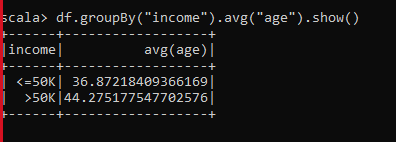 scala> df.groupBy("income").avg("age").show()
+------+------------------+
|income|          avg(age)|
+------+------------------+
| <=50K| 36.87218409366169|
|  >50K|44.275177547702576|
+------+------------------+